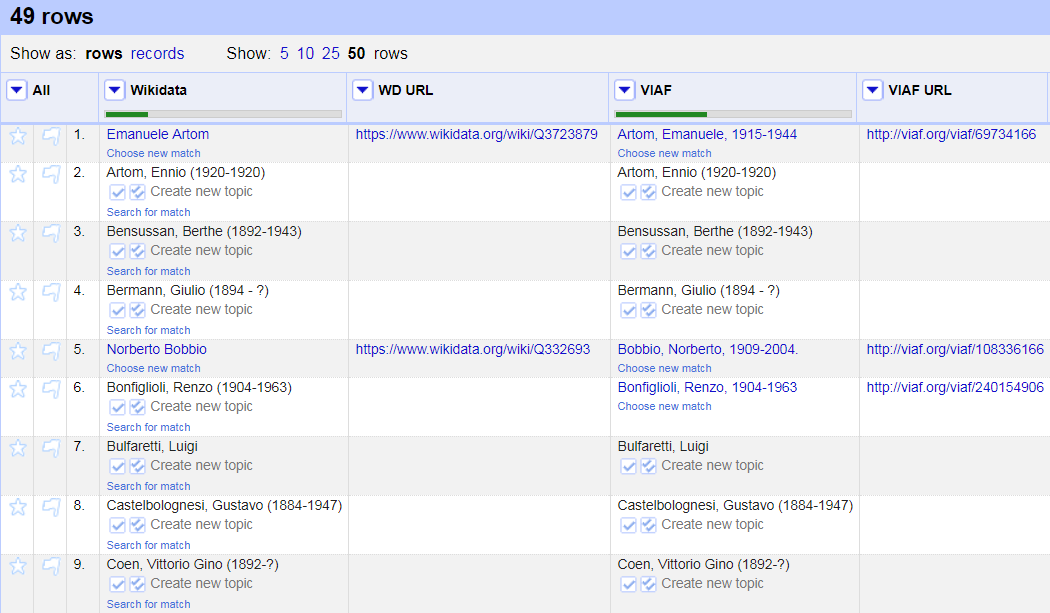 49 rows
Show as: rows records Show: 5 10 25 50 rows
All Wikidata WD URL VIAF VIAF URL
1. Emanuele Artom https://www.wikidata.org/wiki/Q3723879 Artom, Emanuele, 1915-1944 http://viaf.org/viaf/69734166
Choose new match Choose new match
2. Artom, Ennio (1920-1920) Artom, Ennio (1920-1920)
Create new topic Create new topic
Search for match
3. Bensussan, Berthe (1892-1943) Bensussan, Berthe (1892-1943)
Create new topic Create new topic
Search for match
4. Bermann, Giulio (1894 - ?) Bermann, Giulio (1894 - ?)
Create new topic Create new topic
Search for match
5. Norberto Bobbio https://www.wikidata.org/wiki/Q332693 Bobbio, Norberto, 1909-2004. http://viaf.org/viaf/108336166
Choose new match Choose new match
6. Bonfiglioli, Renzo (1904-1963) Bonfiglioli, Renzo, 1904-1963 http://viaf.org/viaf/240154906
Create new topic Choose new match
Search for match
7. Bulfaretti, Luigi Bulfaretti, Luigi
Create new topic Create new topic
Search for match
8. Castelbolognesi, Gustavo (1884-1947) Castelbolognesi, Gustavo (1884-1947)
Create new topic Create new topic
Search for match
9. Coen, Vittorio Gino (1892-?) Coen, Vittorio Gino (1892-?)
Create new topic Create new topic
Search for match